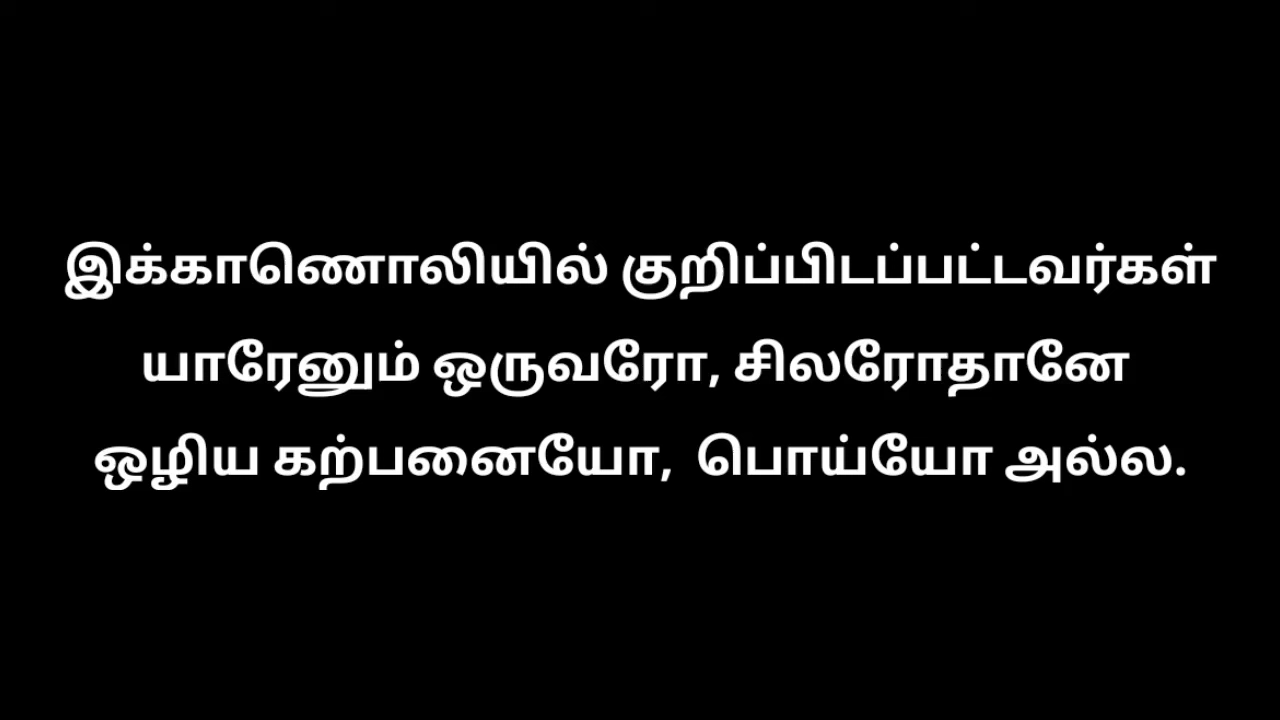 இக்காணொலியில் குறிப்பிடப்பட்டவர்கள்
யாரேனும் ஒருவரோ, சிலரோதானே
ஒழிய கற்பனையோ, பொய்யோ அல்ல.